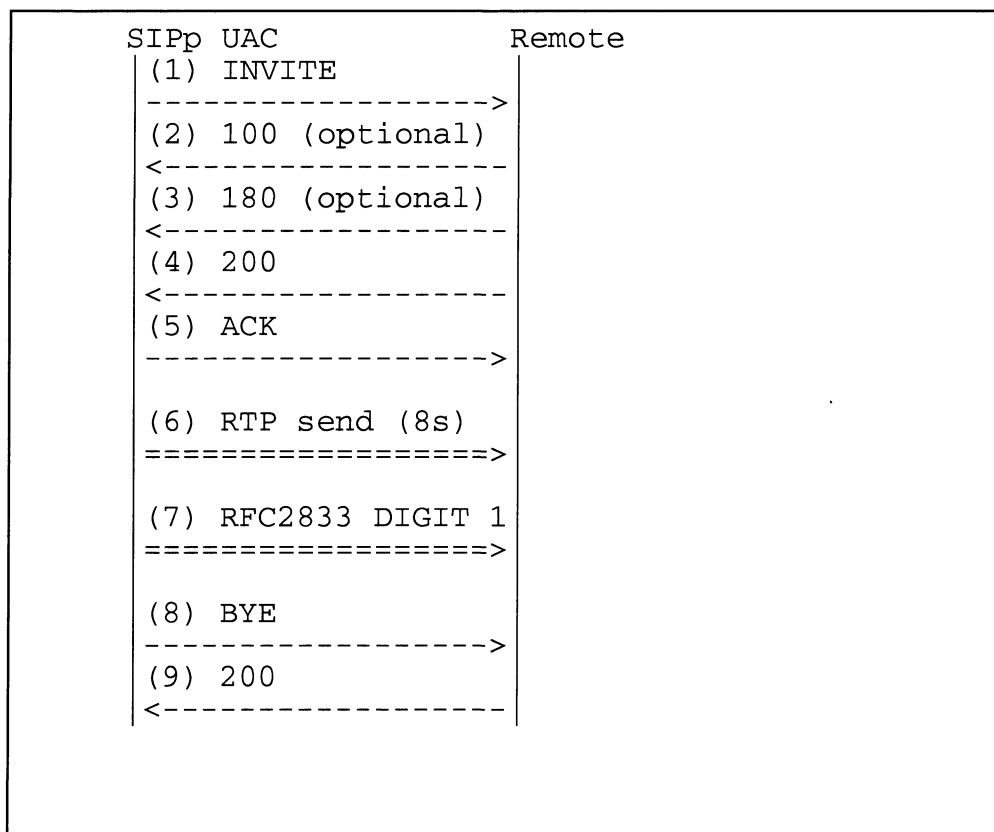 SIPp UAC Remote
(1) INVITE
------------------>
(2) 100 (optional)
<------------------
(3) 180 (optional)
<------------------
(4) 200
<------------------
(5) ACK
------------------>
(6) RTP send (8s)
==================>
(7) RFC2833 DIGIT 1
==================>
(8) BYE
------------------>
(9) 200
<------------------